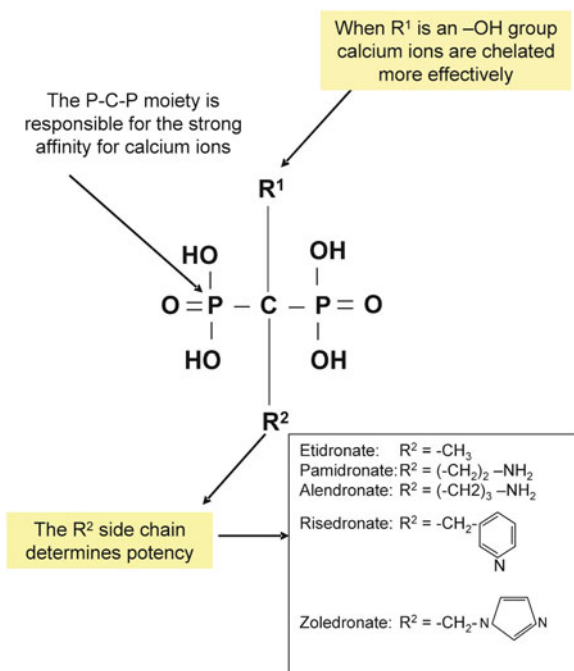 When R¹ is an –OH group
calcium ions are chelated
more effectively
The P-C-P moiety is
responsible for the strong
affinity for calcium ions
R¹
HO OH
O=P – C – P=O
HO OH
R²
Etidronate: R² = -CH₃
Pamidronate: R² = (-CH₂)₂ –NH₂
Alendronate: R² = (-CH2)₃ –NH₂
Risedronate: R² = -CH₂-
N
Zoledronate: R² = -CH₂-N N
The R² side chain
determines potency